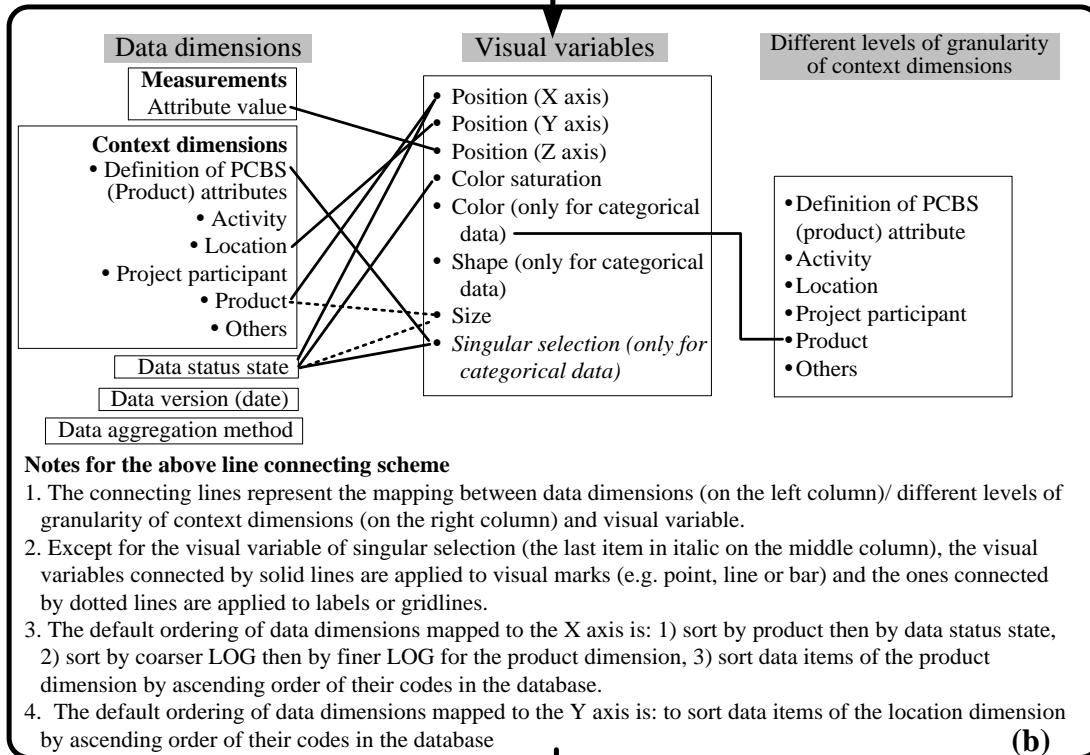 Data dimensions
Measurements
Attribute value
Context dimensions
• Definition of PCBS
(Product) attributes
• Activity
• Location
• Project participant
• Product
• Others
Data status state
Data version (date)
Data aggregation method
Visual variables
• Position (X axis)
• Position (Y axis)
• Position (Z axis)
• Color saturation
• Color (only for categorical
data)
• Shape (only for categorical
data)
• Size
• Singular selection (only for
categorical data)
Different levels of granularity
of context dimensions
• Definition of PCBS
(product) attribute
• Activity
• Location
• Project participant
• Product
• Others
Notes for the above line connecting scheme
1. The connecting lines represent the mapping between data dimensions (on the left column)/ different levels of
granularity of context dimensions (on the right column) and visual variable.
2. Except for the visual variable of singular selection (the last item in italic on the middle column), the visual
variables connected by solid lines are applied to visual marks (e.g. point, line or bar) and the ones connected
by dotted lines are applied to labels or gridlines.
3. The default ordering of data dimensions mapped to the X axis is: 1) sort by product then by data status state,
2) sort by coarser LOG then by finer LOG for the product dimension, 3) sort data items of the product
dimension by ascending order of their codes in the database.
4. The default ordering of data dimensions mapped to the Y axis is: to sort data items of the location dimension
by ascending order of their codes in the database
(b)